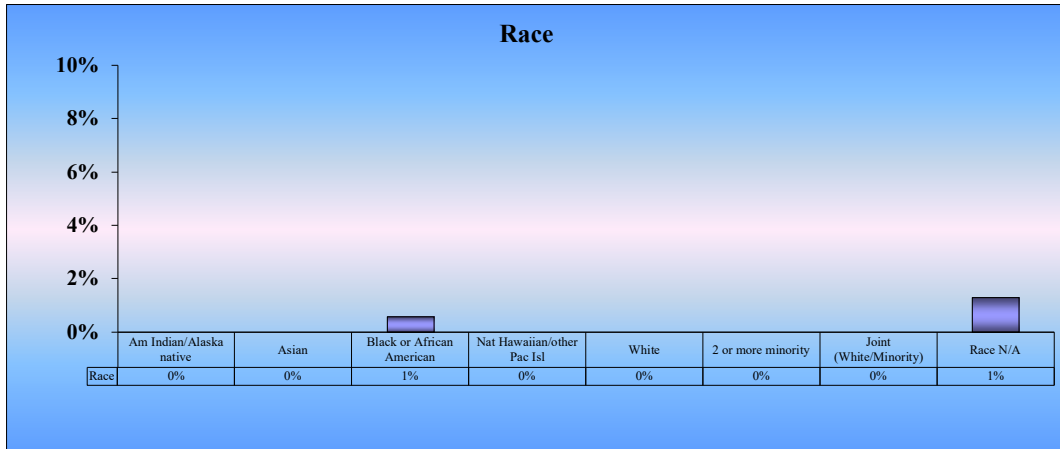 Race
10%
8%
6%
4%
2%
0%
Am Indian/Alaska native
Asian
Black or African American
Nat Hawaiian/other Pac Isl
White
2 or more minority
Joint (White/Minority)
Race N/A
Race 0% 0% 1% 0% 0% 0% 0% 1%